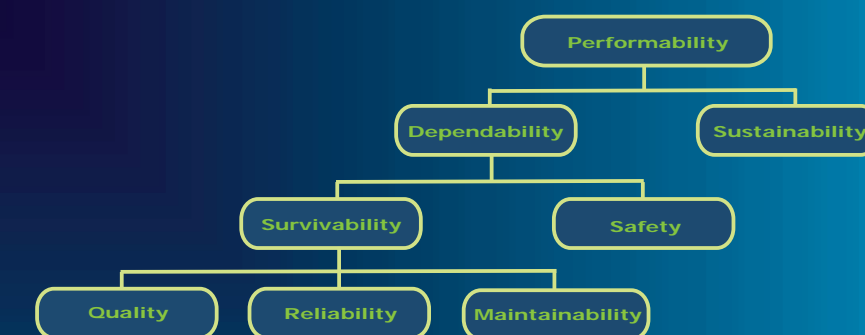 Performability
Dependability
Sustainability
Survivability
Safety
Quality
Reliability
Maintainability